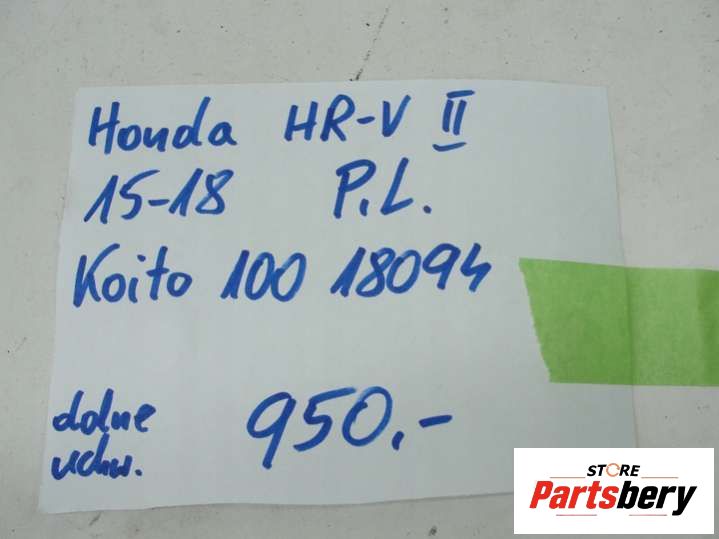 Honda HR-V II
15-18 P.L.
Koito 100 18094
dolne 950,-
uchw.
STORE
Partsbery